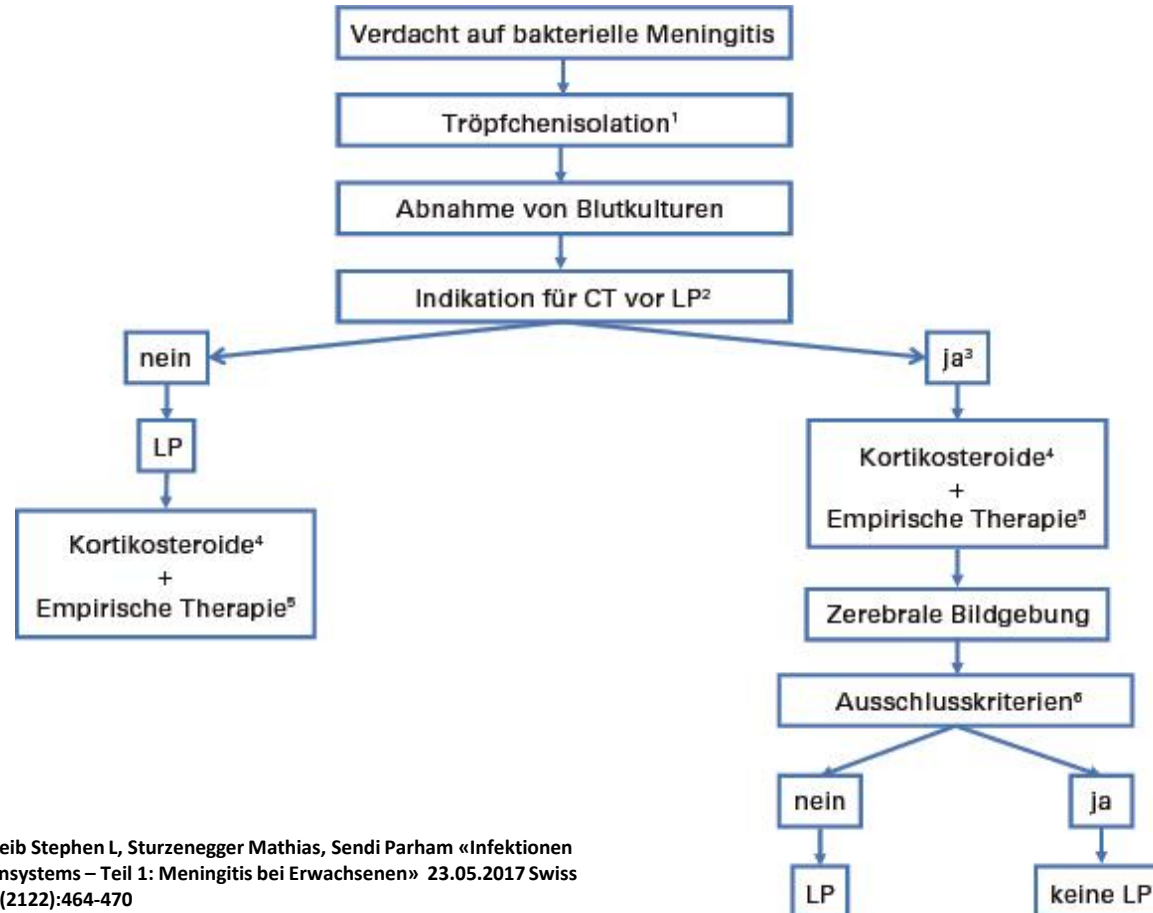 Verdacht auf bakterielle Meningitis
Tröpfchenisolation¹
Abnahme von Blutkulturen
Indikation für CT vor LP²
nein
ja³
LP
Kortikosteroide⁴
+
Empirische Therapie⁵
Kortikosteroide⁴
+
Empirische Therapie⁵
Zerebrale Bildgebung
Ausschlusskriterien⁶
nein
ja
LP
keine LP
eib Stephen L, Sturzenegger Mathias, Sendi Parham «Infektionen
nsystems – Teil 1: Meningitis bei Erwachsenen» 23.05.2017 Swiss
(2122):464-470